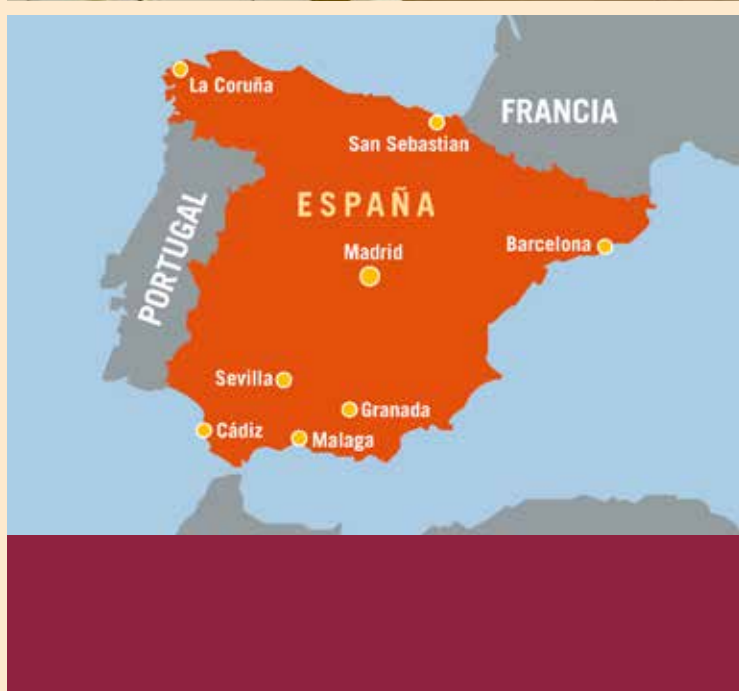 La Coruña
FRANCIA
San Sebastian
ESPAÑA
PORTUGAL
Madrid
Barcelona
Sevilla
Granada
Cádiz
Malaga